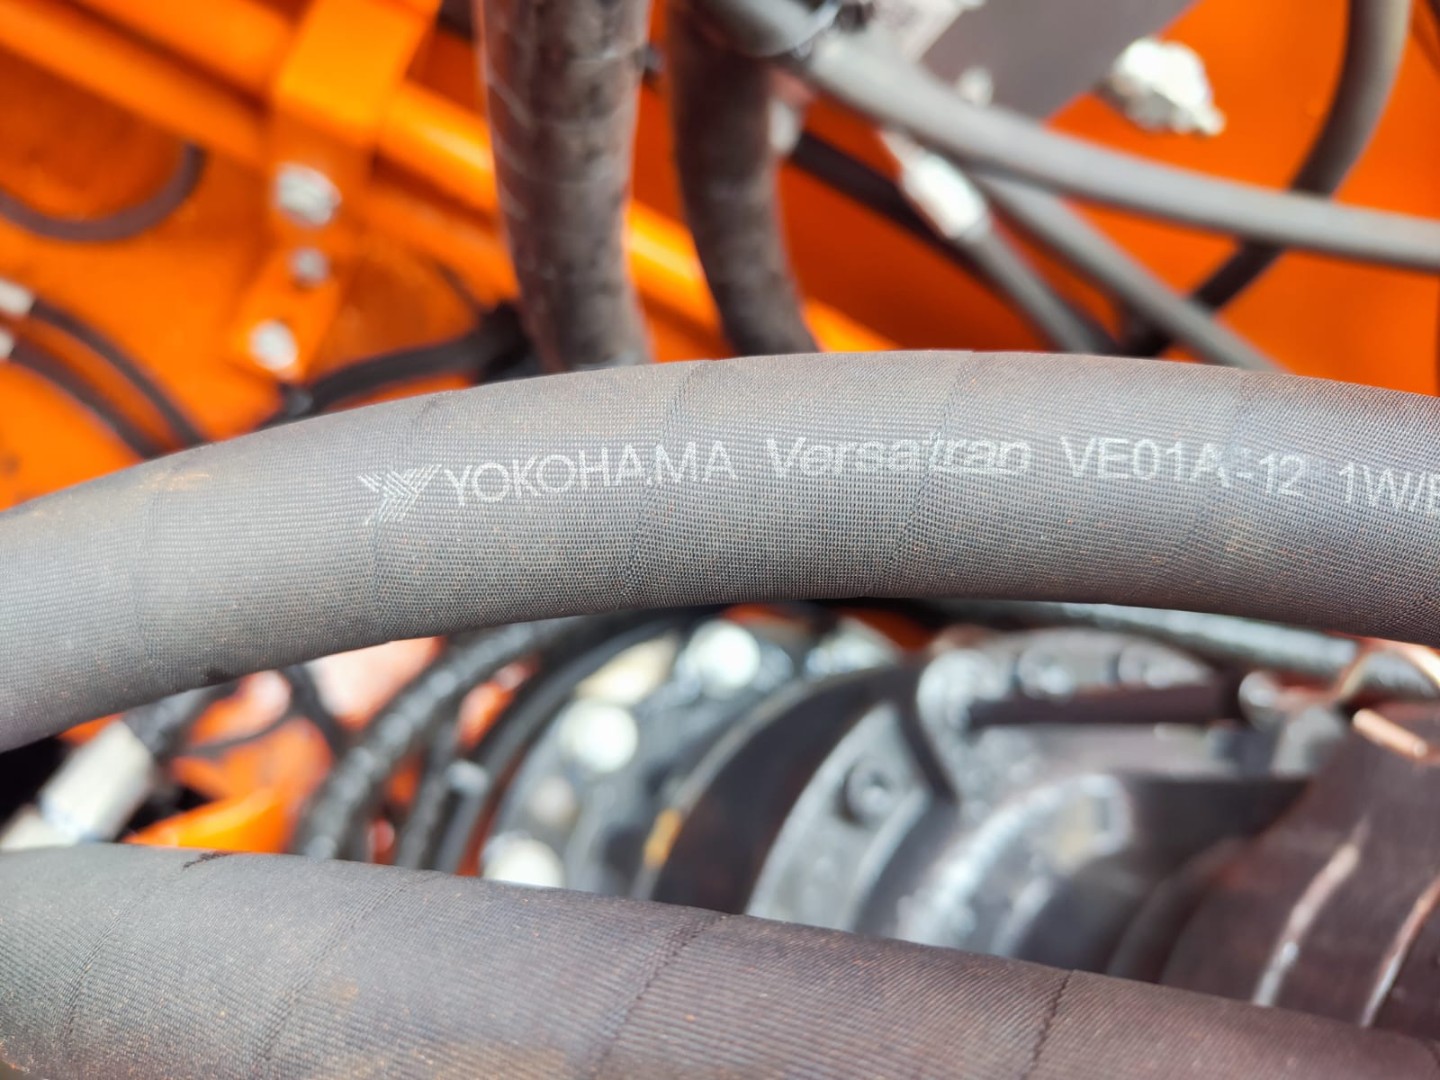 YOKOHAMA Versatran VE01A-12 1W/